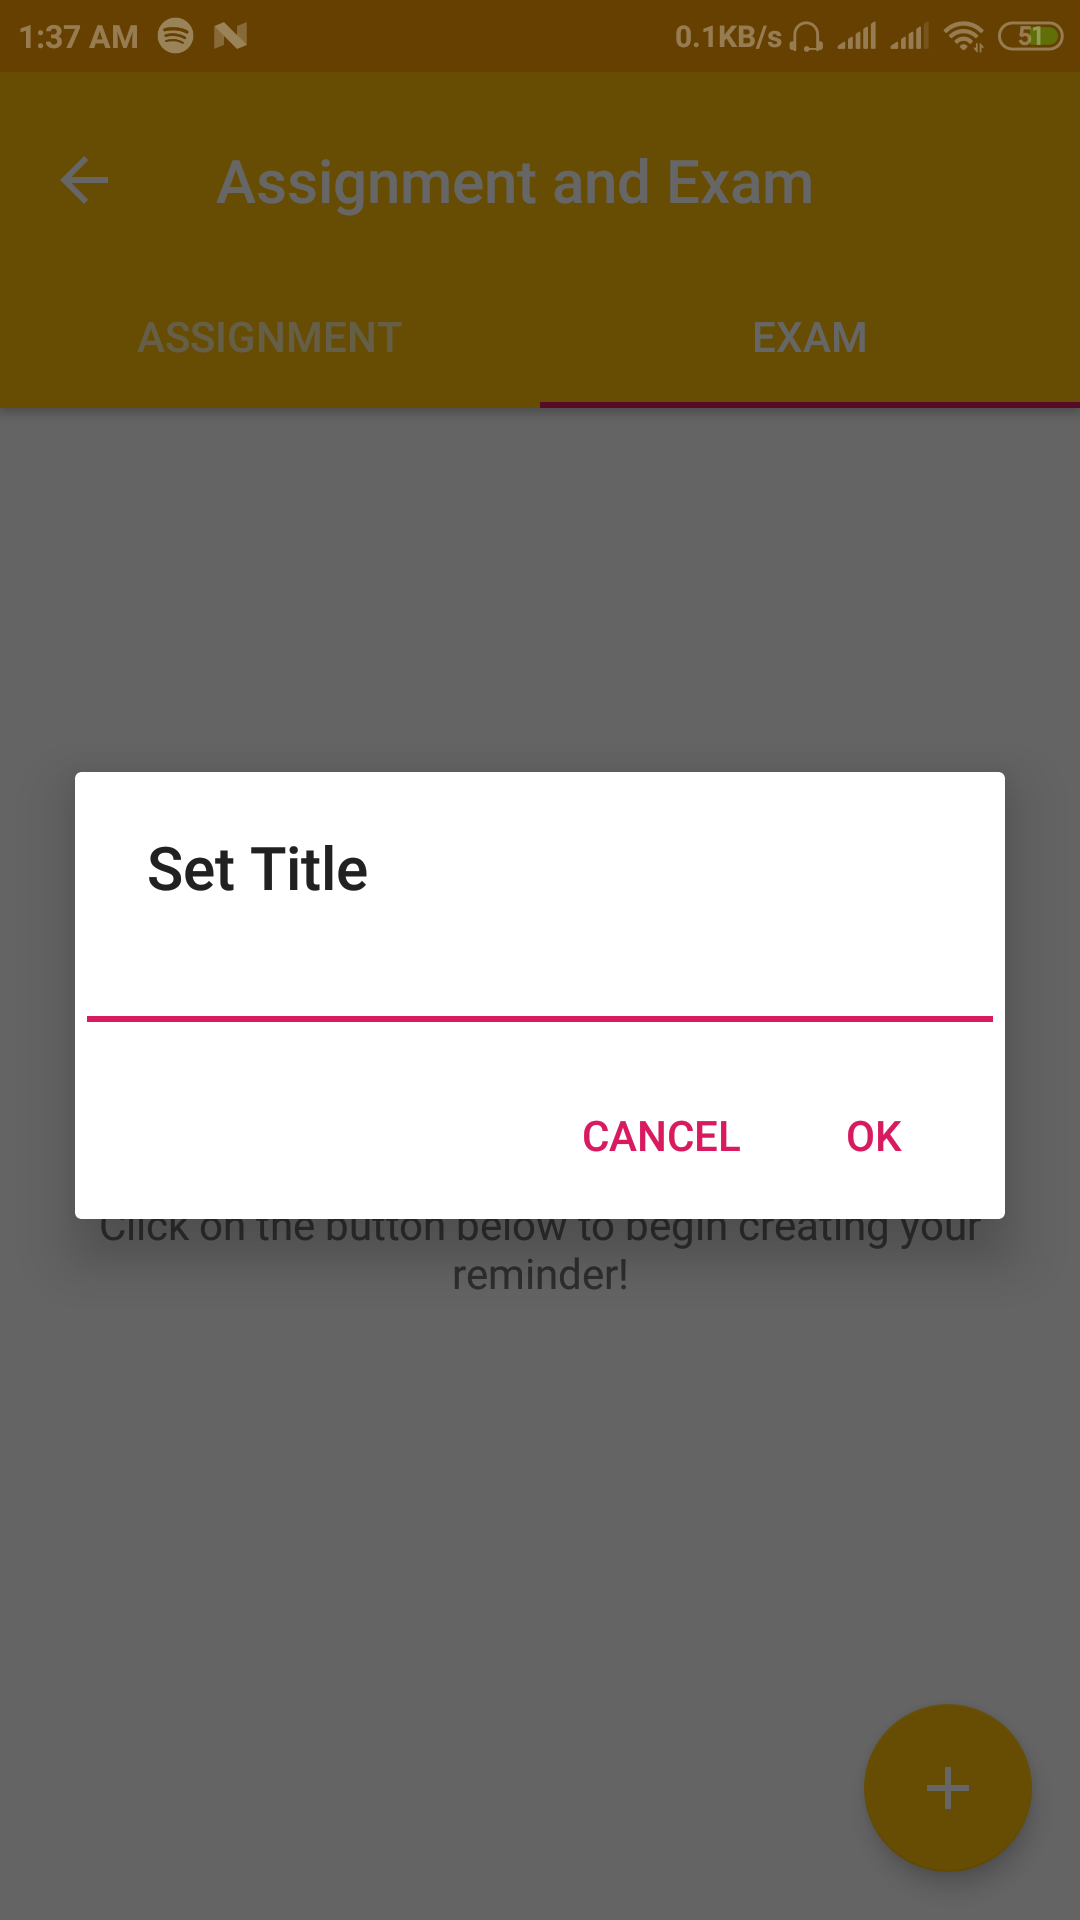 1:37 AM 0.1KB/s 51
Assignment and Exam
ASSIGNMENT EXAM
Set Title
CANCEL OK
Click on the button below to begin creating your
reminder!